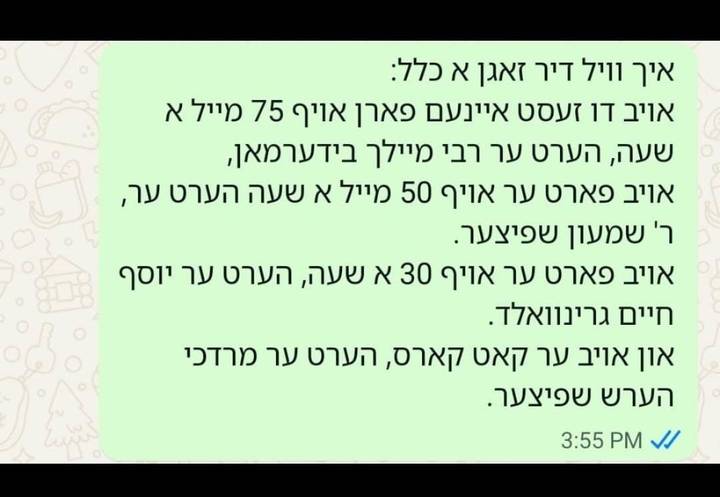 איך וויל דיר זאגן א כלל:
אויב דו זעסט איינעם פארן אויף 75 מייל א
שעה, הערט ער רבי מיילך בידערמאן,
אויב פארט ער אויף 50 מייל א שעה הערט ער,
ר' שמעון שפיצער.
אויב פארט ער אויף 30 א שעה, הערט ער יוסף
חיים גרינוואלד.
און אויב ער קאט קארס, הערט ער מרדכי
הערש שפיצער.
3:55 PM